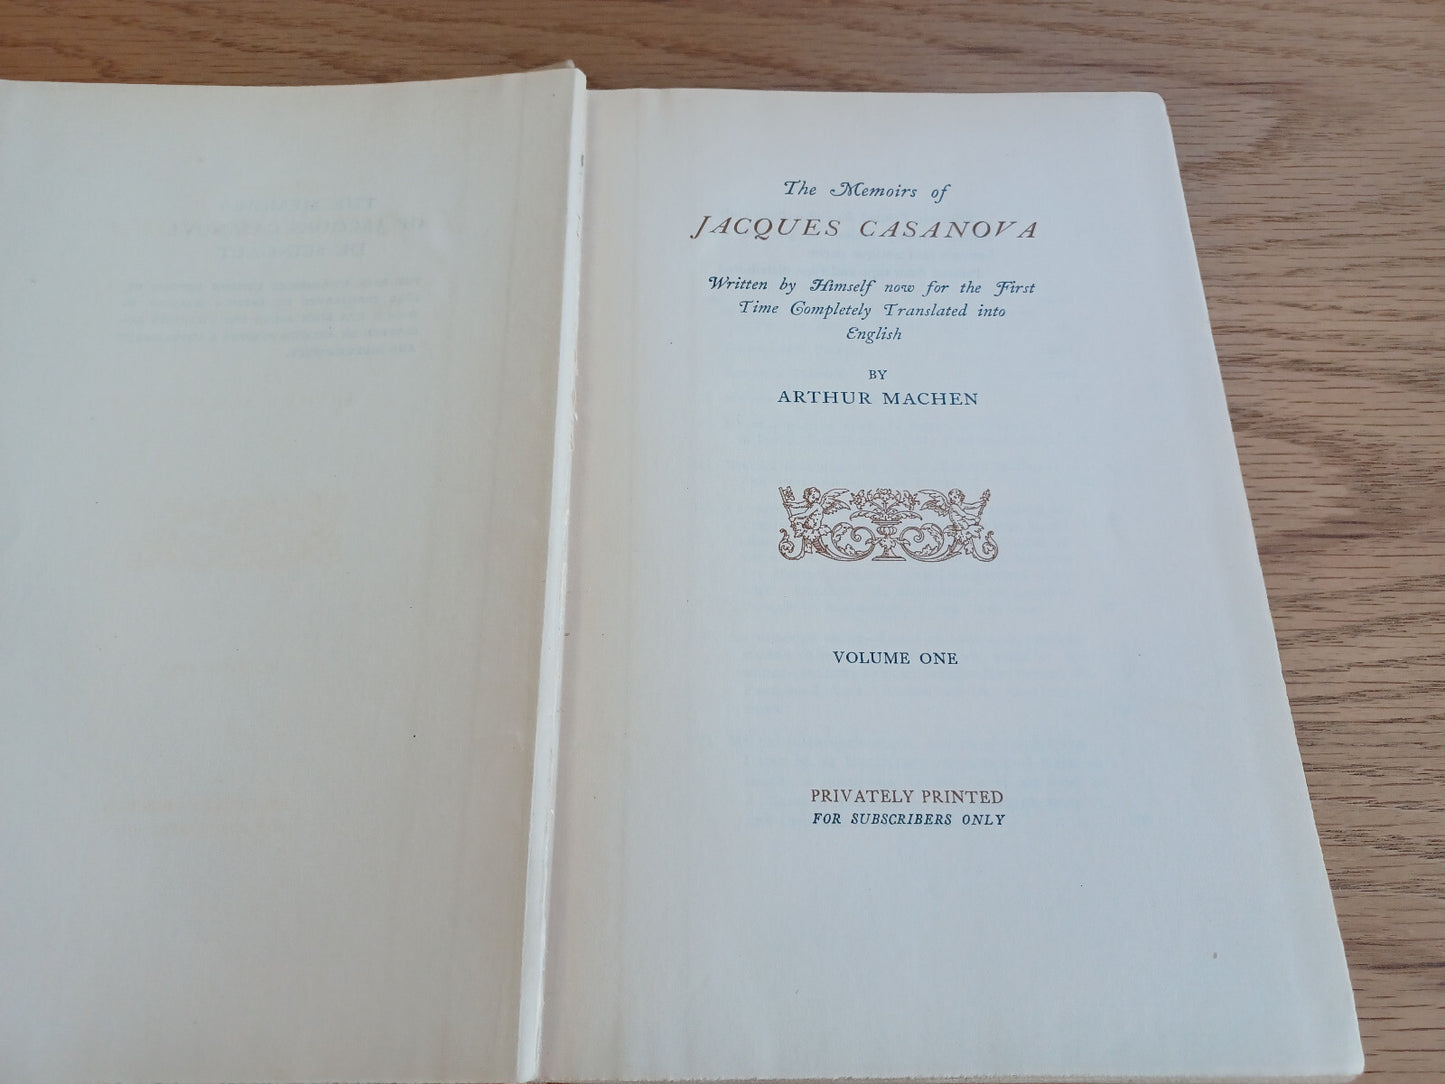 The Memoirs of
JACQUES CASANOVA
Written by Himself now for the First
Time Completely Translated into
English
BY
ARTHUR MACHEN
VOLUME ONE
PRIVATELY PRINTED
FOR SUBSCRIBERS ONLY